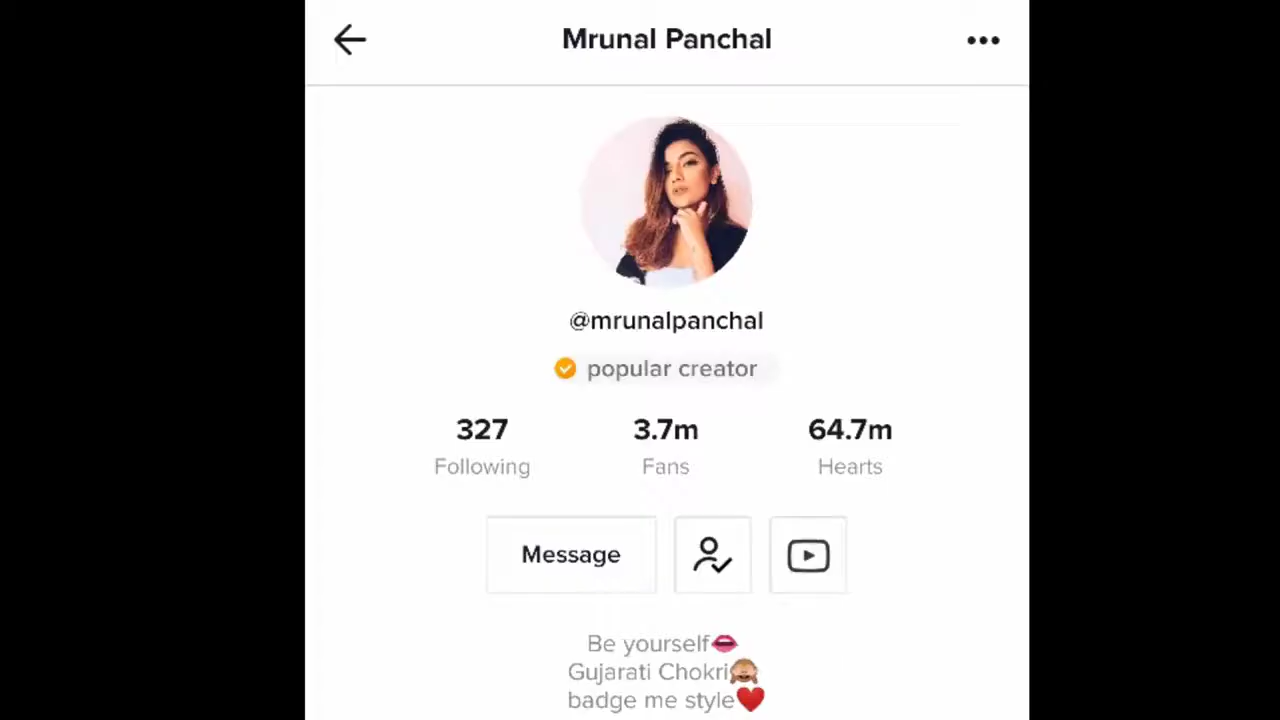 Mrunal Panchal
@mrunalpanchal
popular creator
327 3.7m 64.7m
Following Fans Hearts
Message
Be yourself👄
Gujarati Chokri🙈
badge me style❤️